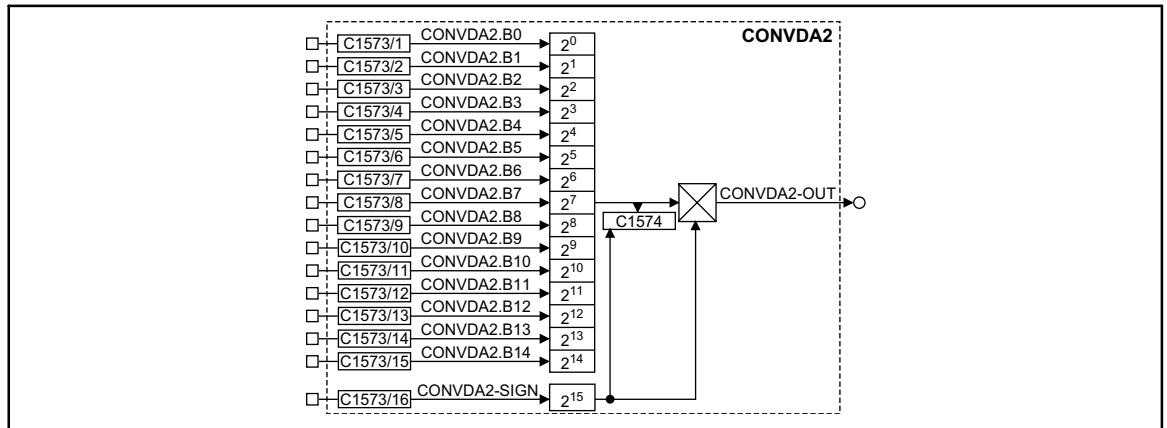 CONVDA2
C1573/1 CONVDA2.B0 2⁰
C1573/2 CONVDA2.B1 2¹
C1573/3 CONVDA2.B2 2²
C1573/4 CONVDA2.B3 2³
C1573/5 CONVDA2.B4 2⁴
C1573/6 CONVDA2.B5 2⁵
C1573/7 CONVDA2.B6 2⁶
C1573/8 CONVDA2.B7 2⁷ CONVDA2-OUT
C1573/9 CONVDA2.B8 2⁸ C1574
C1573/10 CONVDA2.B9 2⁹
C1573/11 CONVDA2.B10 2¹⁰
C1573/12 CONVDA2.B11 2¹¹
C1573/13 CONVDA2.B12 2¹²
C1573/14 CONVDA2.B13 2¹³
C1573/15 CONVDA2.B14 2¹⁴
C1573/16 CONVDA2-SIGN 2¹⁵